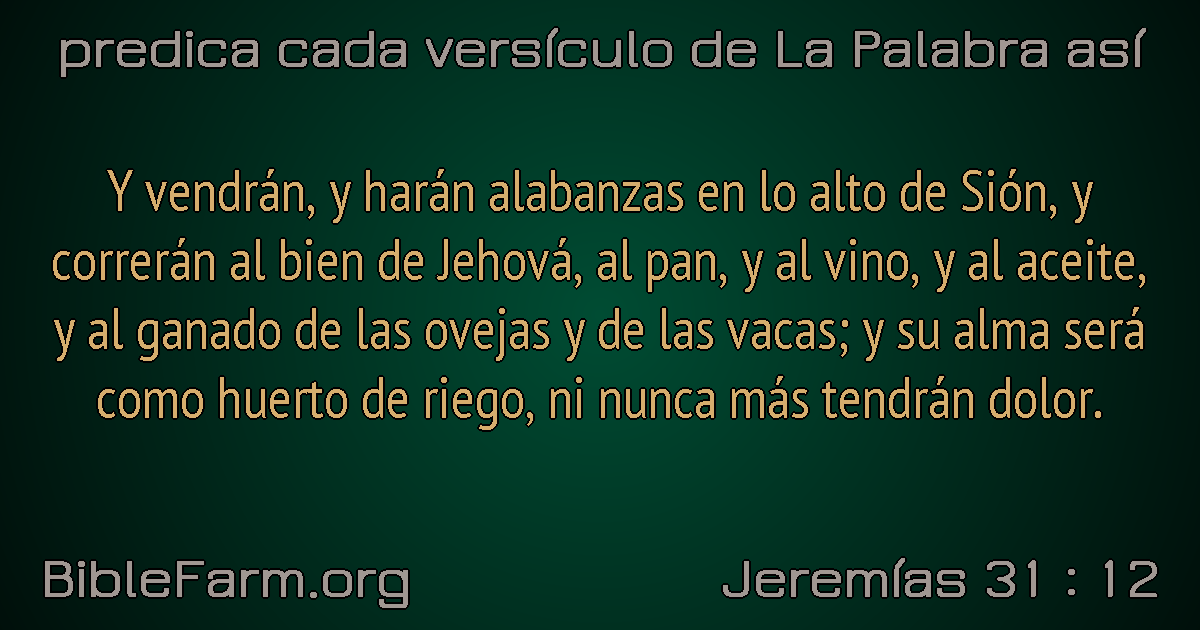 predica cada versículo de La Palabra así
Y vendrán, y harán alabanzas en lo alto de Sión, y
correrán al bien de Jehová, al pan, y al vino, y al aceite,
y al ganado de las ovejas y de las vacas; y su alma será
como huerto de riego, ni nunca más tendrán dolor.
BibleFarm.org
Jeremías 31 : 12